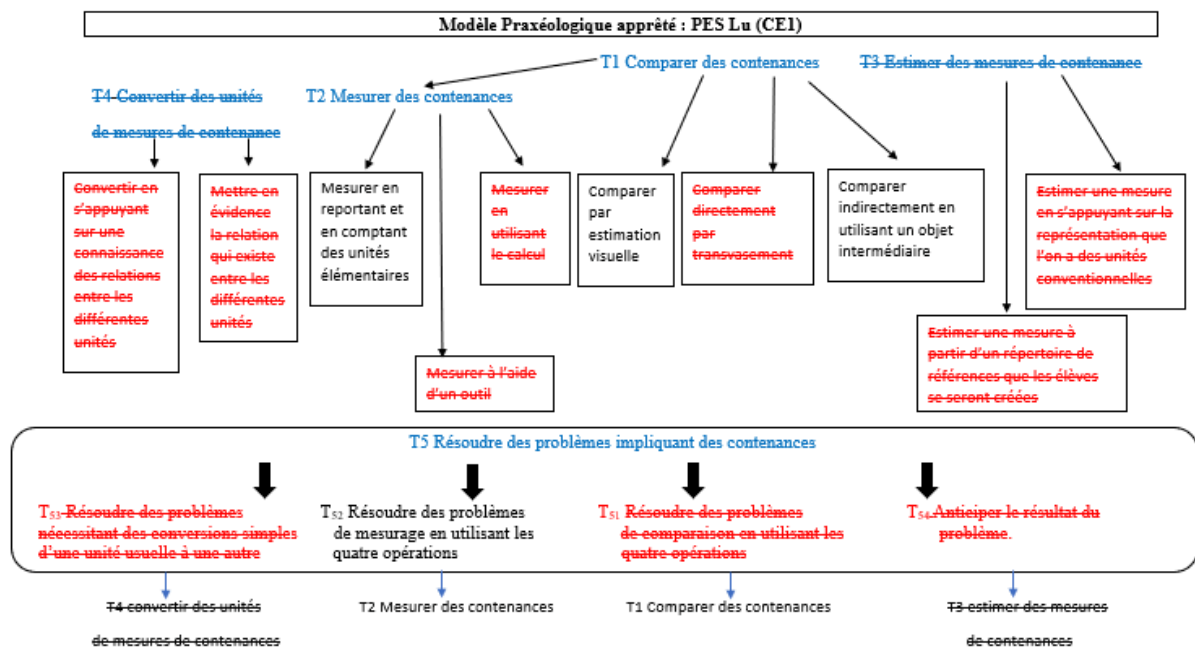 Modèle Praxéologique apprêté : PES Lu (CE1)
T1 Comparer des contenances
T3 Estimer des mesures de contenance
T4 Convertir des unités
de mesures de contenance
T2 Mesurer des contenances
Convertir en
s'appuyant
sur une
connaissance
des relations
entre les
différentes
unités
Mettre en
évidence
la relation
qui existe
entre les
différentes
unités
Mesurer en
reportant et
en comptant
des unités
élémentaires
Mesurer
en
utilisant
le calcul
Comparer
par
estimation
visuelle
Comparer
directement
par
transvasement
Comparer
indirectement en
utilisant un objet
intermédiaire
Estimer une mesure
en s'appuyant sur la
représentation que
l'on a des unités
conventionnelles
Mesurer à l'aide
d'un outil
Estimer une mesure à
partir d'un répertoire de
références que les élèves
se seront créées
T5 Résoudre des problèmes impliquant des contenances
T53 Résoudre des problèmes
nécessitant des conversions simples
d'une unité usuelle à une autre
T52 Résoudre des problèmes
de mesurage en utilisant les
quatre opérations
T51 Résoudre des problèmes
de comparaison en utilisant les
quatre opérations
T54 Anticiper le résultat du
problème.
T4 convertir des unités
de mesures de contenances
T2 Mesurer des contenances
T1 Comparer des contenances
T3 estimer des mesures
de contenances